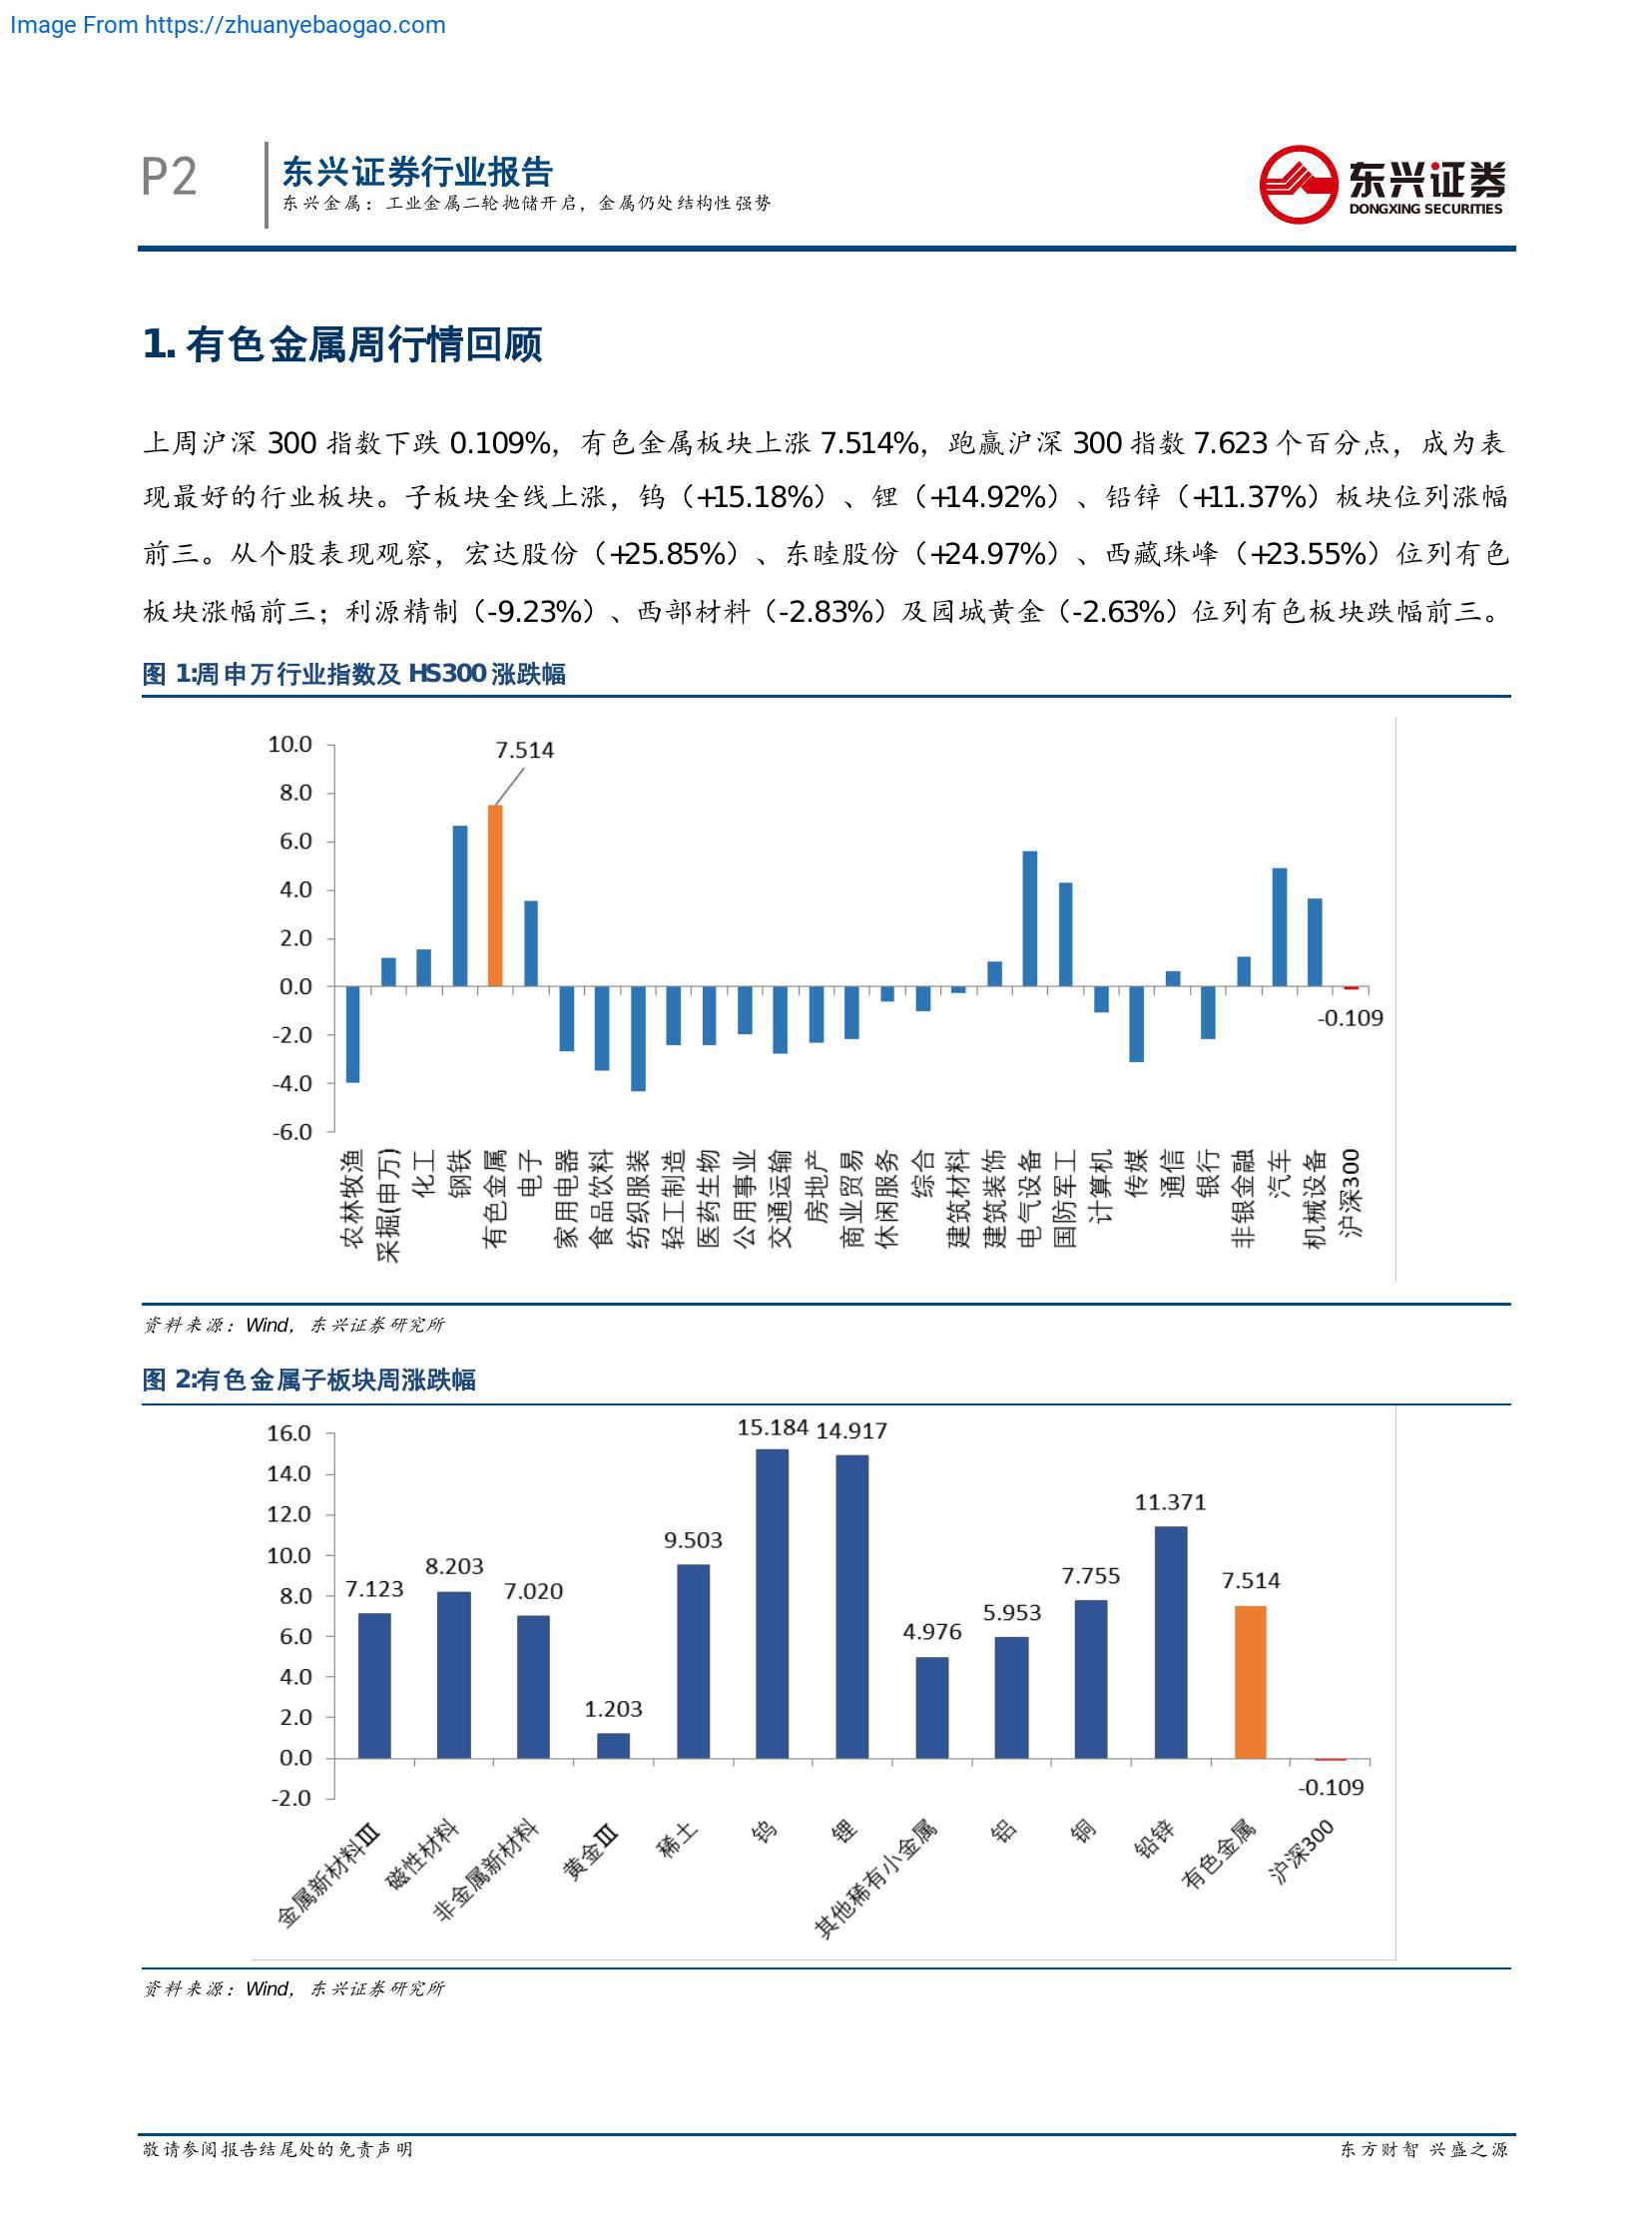 Image From https://zhuanyebaogao.com
P2
东兴证券行业报告
东兴金属：工业金属二轮抛储开启，金属仍处结构性强势
东兴证券
DONGXING SECURITIES
1. 有色金属周行情回顾
上周沪深 300 指数下跌 0.109%，有色金属板块上涨 7.514%，跑赢沪深 300 指数 7.623 个百分点，成为表
现最好的行业板块。子板块全线上涨，钨（+15.18%）、锂（+14.92%）、铅锌（+11.37%）板块位列涨幅
前三。从个股表现观察，宏达股份（+25.85%）、东睦股份（+24.97%）、西藏珠峰（+23.55%）位列有色
板块涨幅前三；利源精制（-9.23%）、西部材料（-2.83%）及园城黄金（-2.63%）位列有色板块跌幅前三。
图 1:周申万行业指数及 HS300 涨跌幅
10.0
8.0
6.0
4.0
2.0
0.0
-2.0
-4.0
-6.0
7.514
-0.109
农林牧渔
采掘(申万)
化工
钢铁
有色金属
电子
家用电器
食品饮料
纺织服装
轻工制造
医药生物
公用事业
交通运输
房地产
商业贸易
休闲服务
综合
建筑材料
建筑装饰
电气设备
国防军工
计算机
传媒
通信
银行
非银金融
汽车
机械设备
沪深300
资料来源：Wind，东兴证券研究所
图 2:有色金属子板块周涨跌幅
16.0
14.0
12.0
10.0
8.0
6.0
4.0
2.0
0.0
-2.0
7.123
8.203
7.020
1.203
9.503
15.184
14.917
4.976
5.953
7.755
11.371
7.514
-0.109
金属新材料Ⅲ
磁性材料
非金属新材料
黄金Ⅲ
稀土
钨
锂
其他稀有小金属
铝
铜
铅锌
有色金属
沪深300
资料来源：Wind，东兴证券研究所
敬请参阅报告结尾处的免责声明
东方财智 兴盛之源